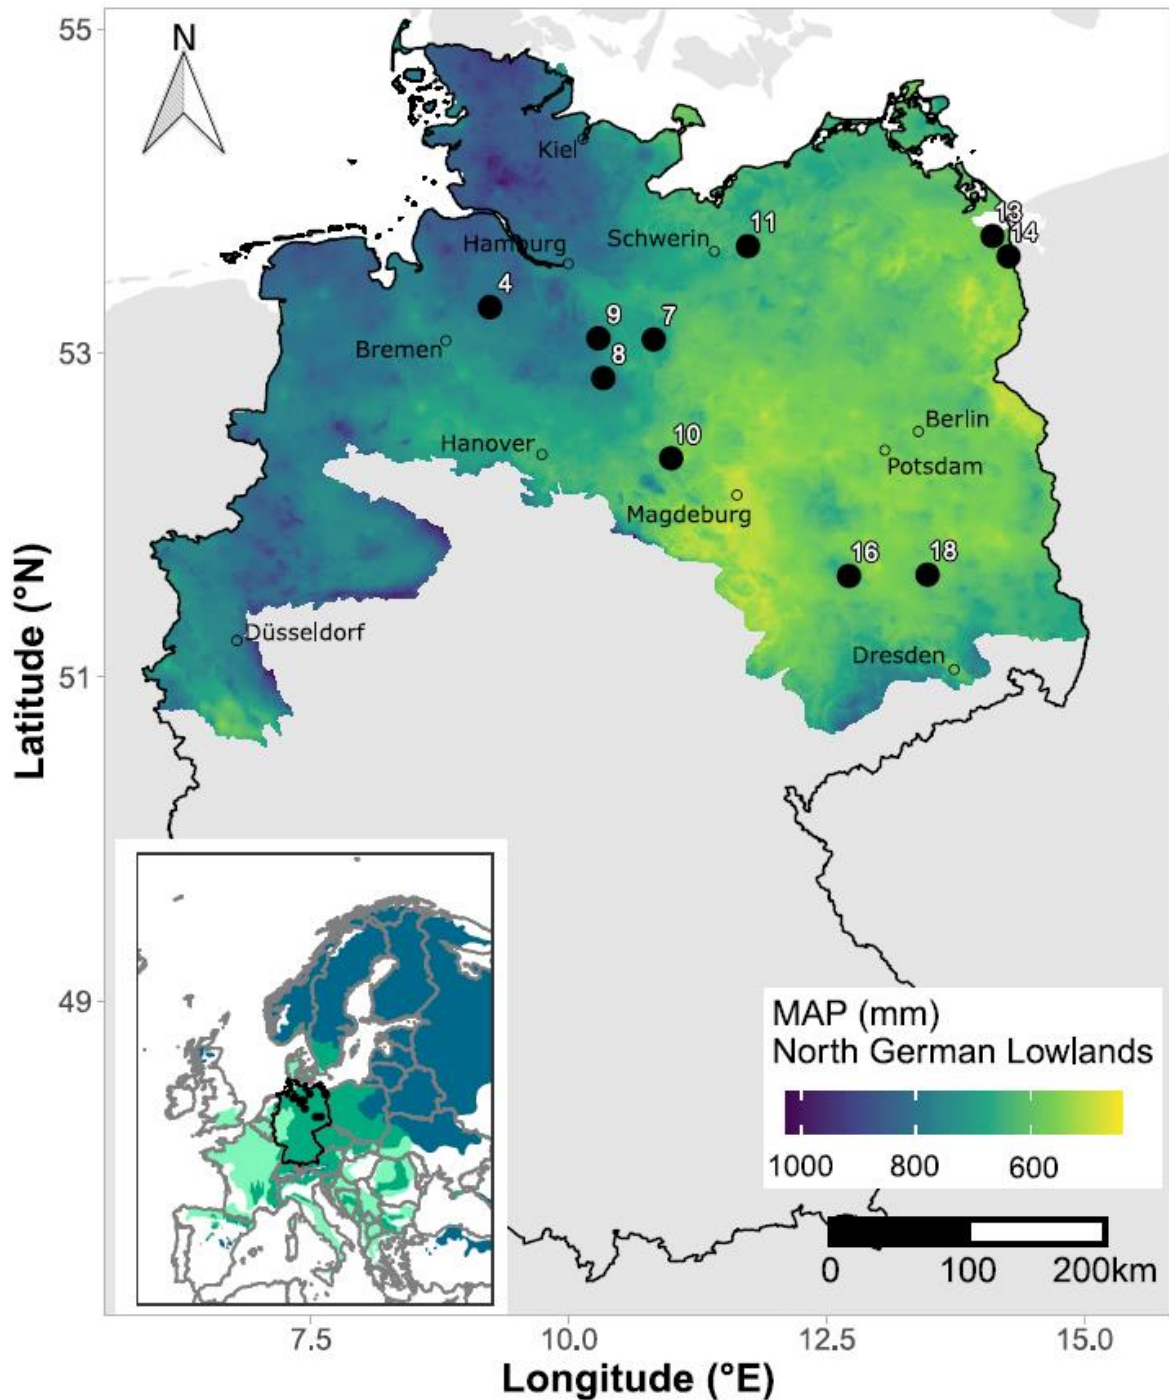 55
N
Kiel
13
11
Schwerin
14
Hamburg
4
9
7
53
Bremen
8
Berlin
10
Hanover
Potsdam
Magdeburg
16
18
Düsseldorf
Dresden
51
Latitude (°N)
49
MAP (mm)
North German Lowlands
1000 800 600
0 100 200km
7.5 10.0 12.5 15.0
Longitude (°E)